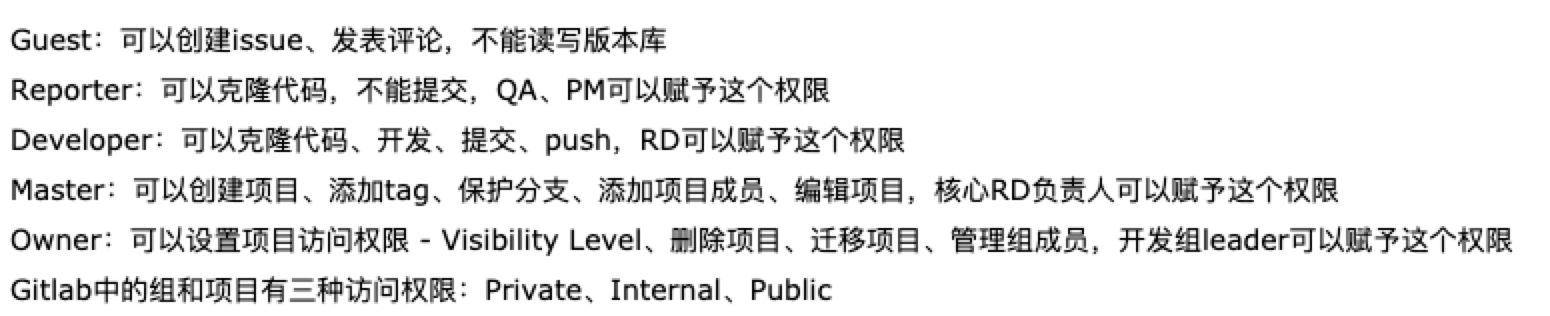 Guest：可以创建issue、发表评论，不能读写版本库
Reporter：可以克隆代码，不能提交，QA、PM可以赋予这个权限
Developer：可以克隆代码、开发、提交、push，RD可以赋予这个权限
Master：可以创建项目、添加tag、保护分支、添加项目成员、编辑项目，核心RD负责人可以赋予这个权限
Owner：可以设置项目访问权限 - Visibility Level、删除项目、迁移项目、管理组成员，开发组leader可以赋予这个权限
Gitlab中的组和项目有三种访问权限：Private、Internal、Public